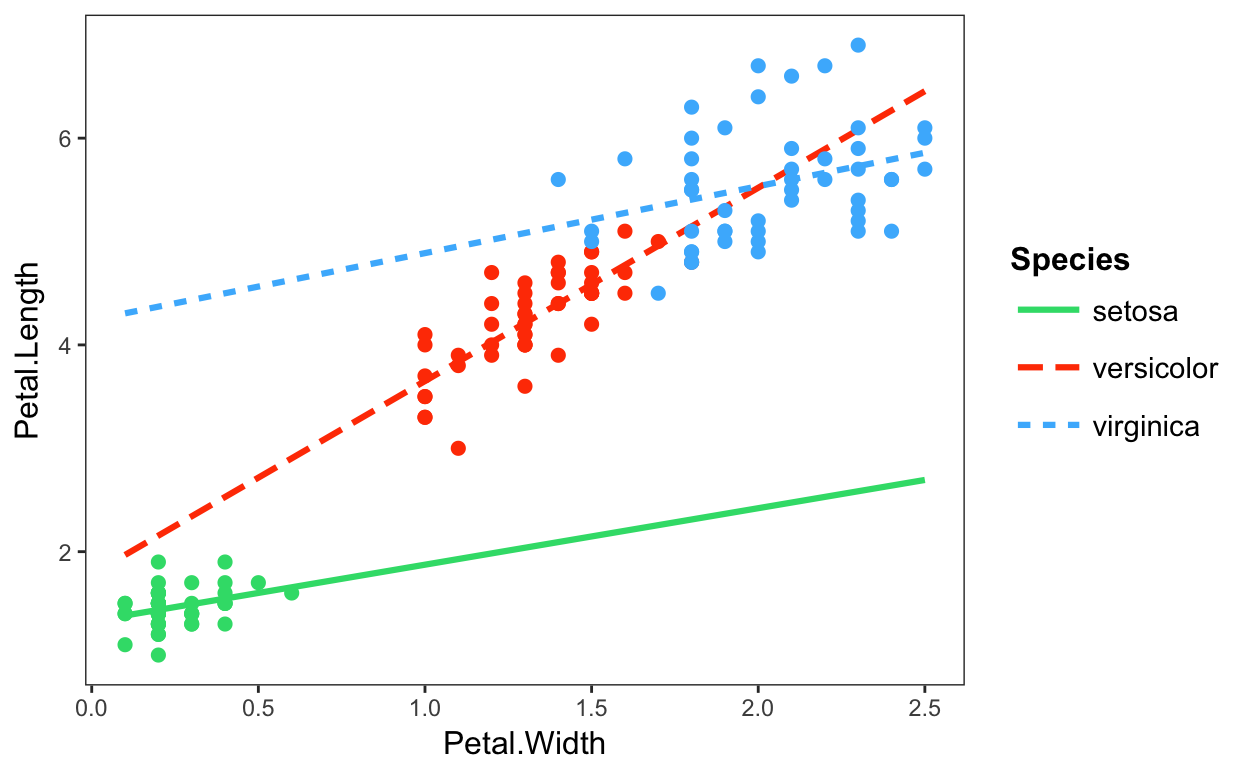 6
4
2
Petal.Length
0.0 0.5 1.0 1.5 2.0 2.5
Petal.Width
Species
setosa
versicolor
virginica